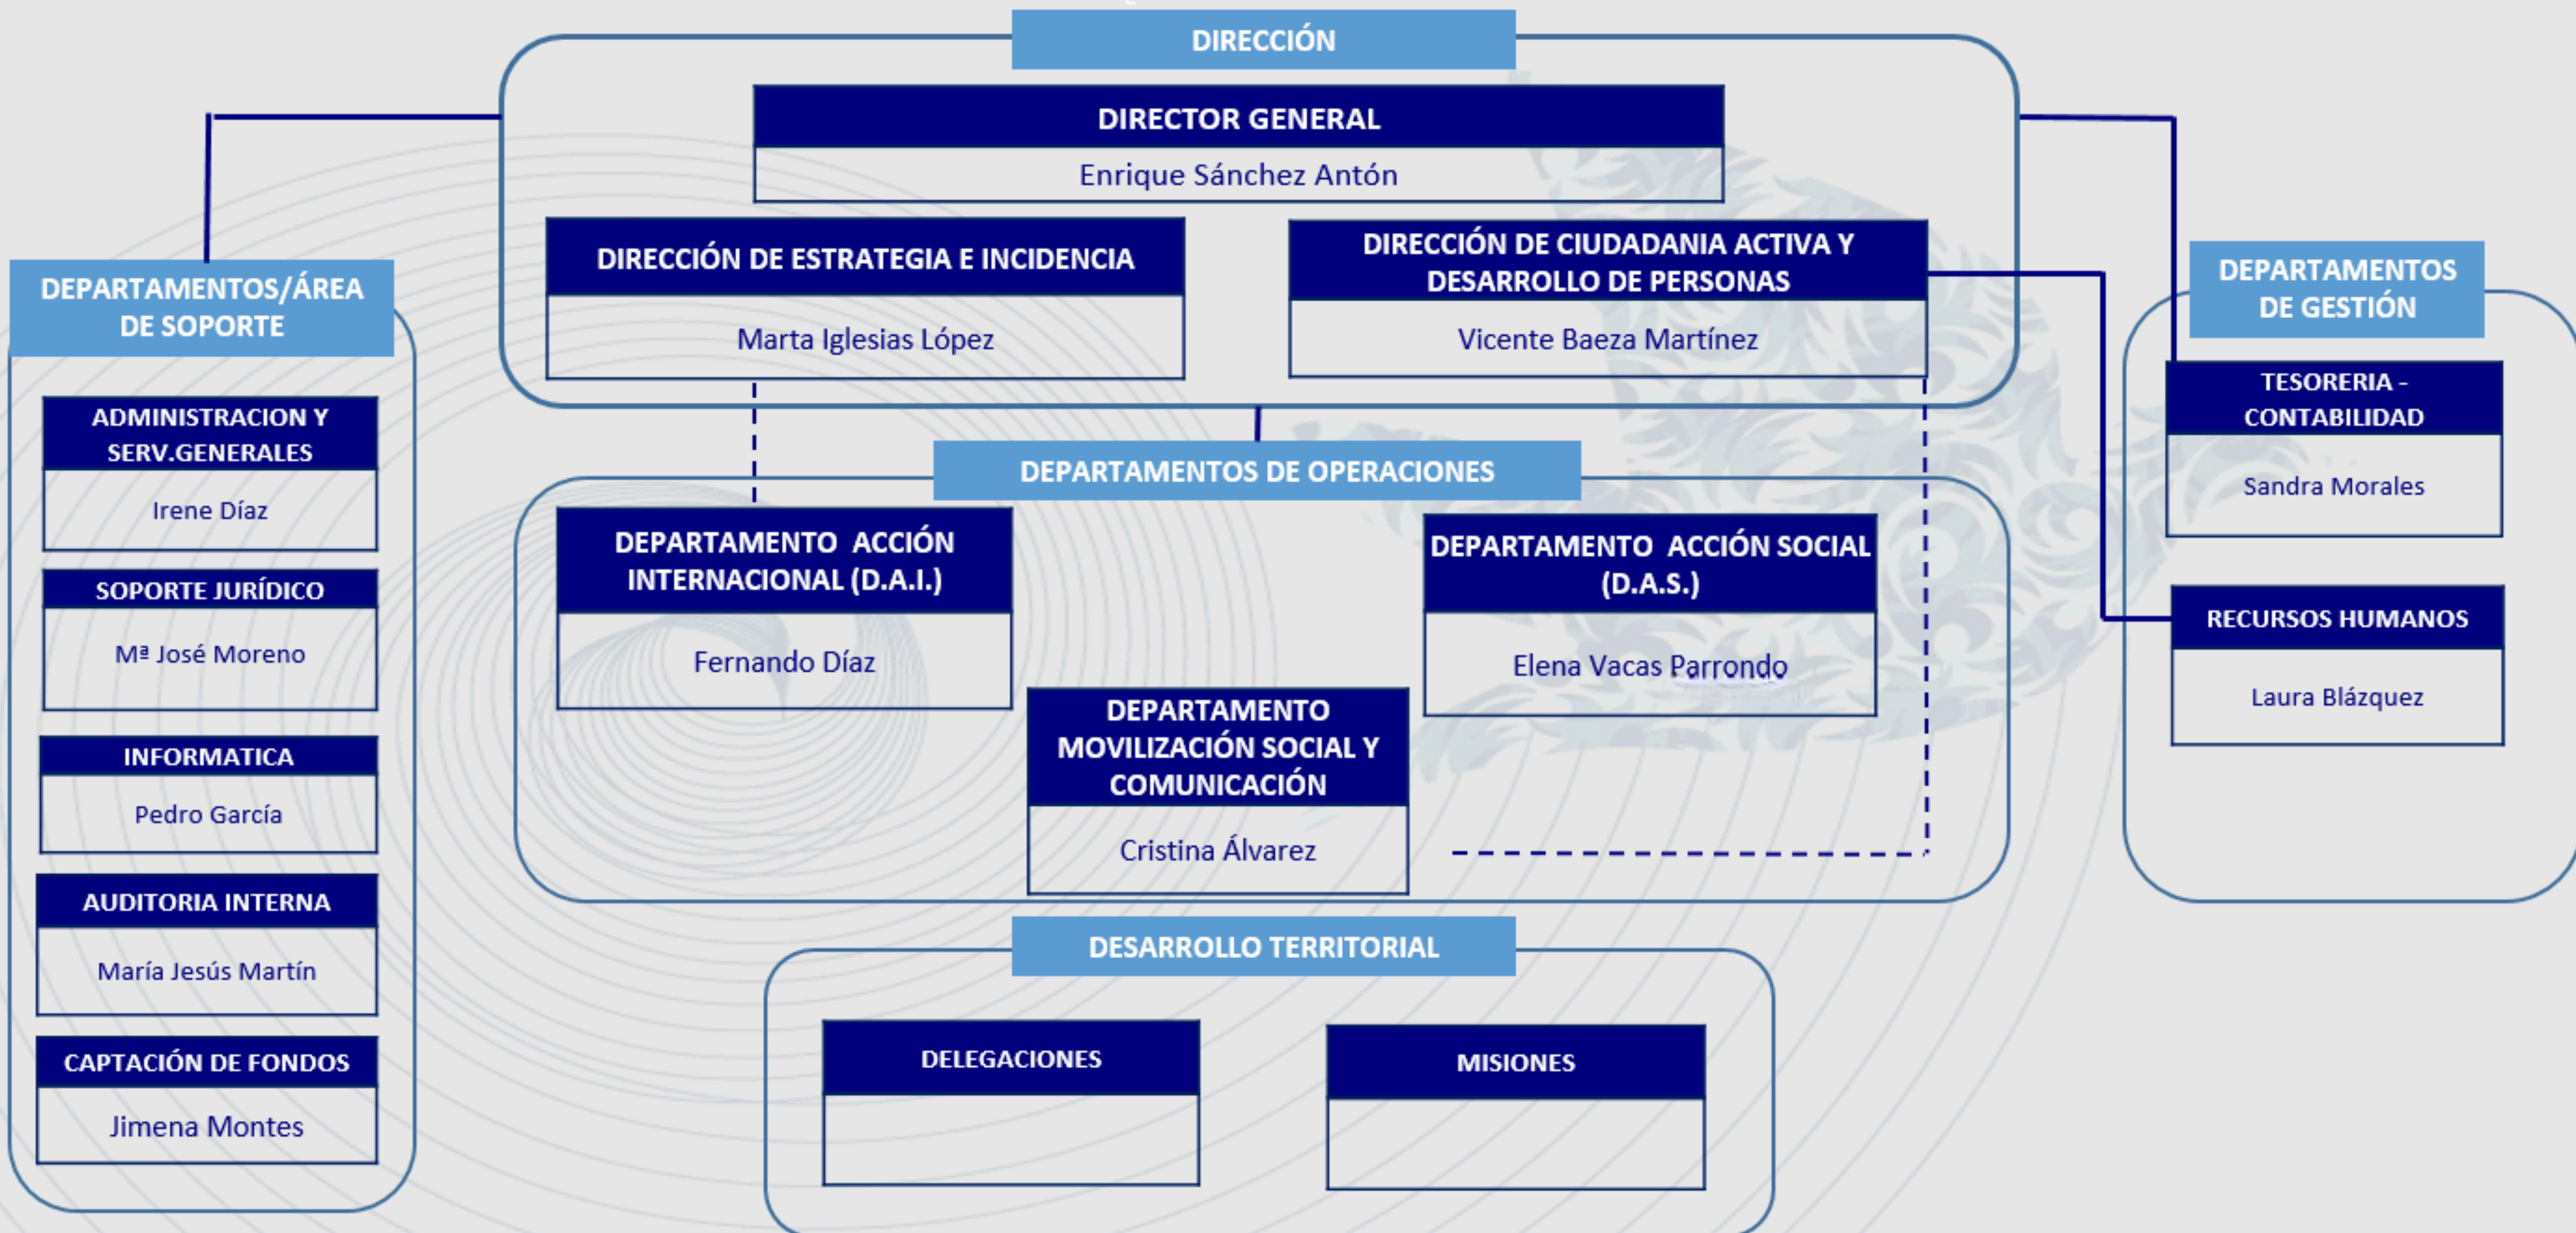 DIRECCIÓN
DIRECTOR GENERAL
Enrique Sánchez Antón
DIRECCIÓN DE ESTRATEGIA E INCIDENCIA
Marta Iglesias López
DIRECCIÓN DE CIUDADANIA ACTIVA Y
DESARROLLO DE PERSONAS
Vicente Baeza Martínez
DEPARTAMENTOS/ÁREA
DE SOPORTE
ADMINISTRACION Y
SERV.GENERALES
Irene Díaz
SOPORTE JURÍDICO
Mª José Moreno
INFORMATICA
Pedro García
AUDITORIA INTERNA
María Jesús Martín
CAPTACIÓN DE FONDOS
Jimena Montes
DEPARTAMENTOS DE OPERACIONES
DEPARTAMENTO ACCIÓN
INTERNACIONAL (D.A.I.)
Fernando Díaz
DEPARTAMENTO
MOVILIZACIÓN SOCIAL Y
COMUNICACIÓN
Cristina Álvarez
DEPARTAMENTO ACCIÓN SOCIAL
(D.A.S.)
Elena Vacas Parrondo
DEPARTAMENTOS
DE GESTIÓN
TESORERIA -
CONTABILIDAD
Sandra Morales
RECURSOS HUMANOS
Laura Blázquez
DESARROLLO TERRITORIAL
DELEGACIONES
MISIONES